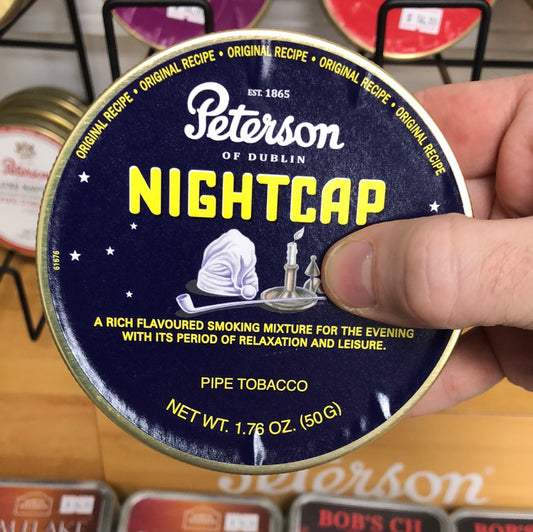 • ORIGINAL RECIPE • ORIGINAL RECIPE • ORIGINAL RECIPE • ORIGINAL RECIPE
EST. 1865
Peterson
OF DUBLIN
NIGHTCAP
61676
A RICH FLAVOURED SMOKING MIXTURE FOR THE EVENING
WITH ITS PERIOD OF RELAXATION AND LEISURE.
PIPE TOBACCO
NET WT. 1.76 OZ. (50G)
Peterson
Peterson®
BOB'S CH